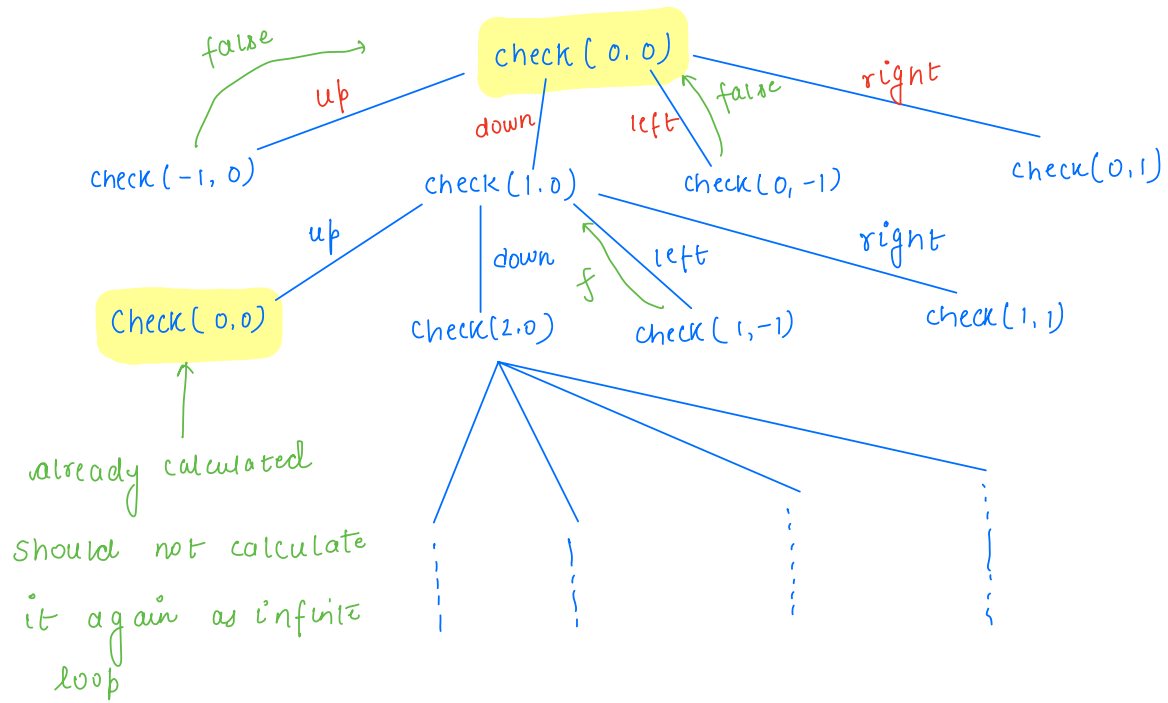 false
check(0,0)
up
down
left
false
right
check(-1,0)
check(1.0)
check(0,-1)
check(0,1)
up
down
left
right
f
check(0,0)
check(2.0)
check(1,-1)
check(1,1)
already calculated
should not calculate
it again as infinite
loop